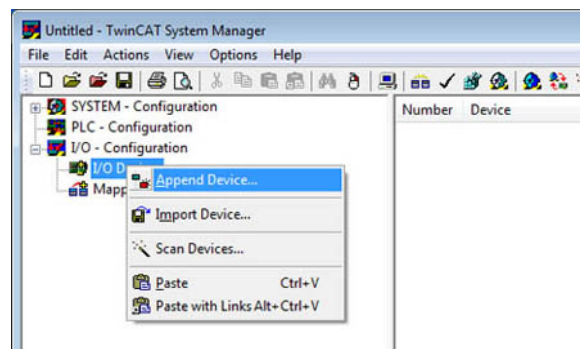 Untitled - TwinCAT System Manager
File Edit Actions View Options Help
SYSTEM - Configuration
PLC - Configuration
I/O - Configuration
I/O D
Mapp
Append Device...
Import Device...
Scan Devices...
Paste Ctrl+V
Paste with Links Alt+Ctrl+V
Number Device